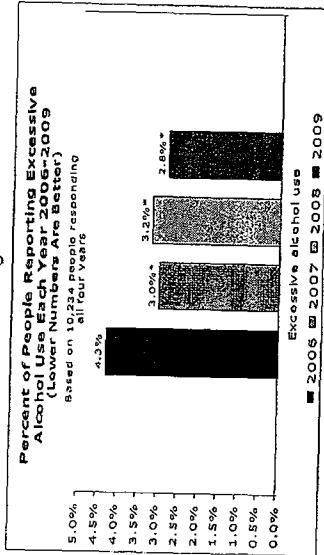 Percent of People Reporting Excessive
Alcohol Use Each Year 2006-2009
(Lower Numbers Are Better)
Based on 10,234 people responding
all four years
5.0%
4.5%
4.0%
3.5%
3.0%
2.5%
2.0%
1.5%
1.0%
0.5%
0.0%
4.3%
3.0%*
3.2%*
2.8%*
Excessive alcohol use
2006 2007 2008 2009